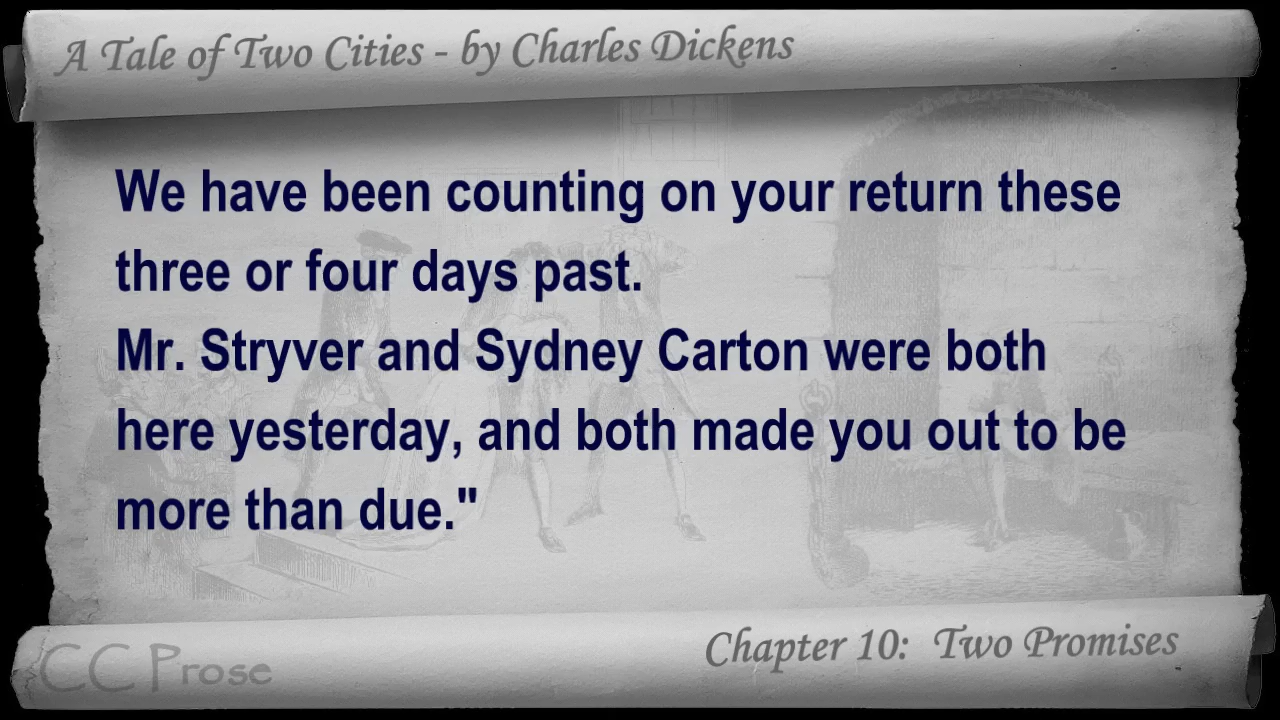 A Tale of Two Cities - by Charles Dickens
We have been counting on your return these
three or four days past.
Mr. Stryver and Sydney Carton were both
here yesterday, and both made you out to be
more than due."
CC Prose
Chapter 10: Two Promises